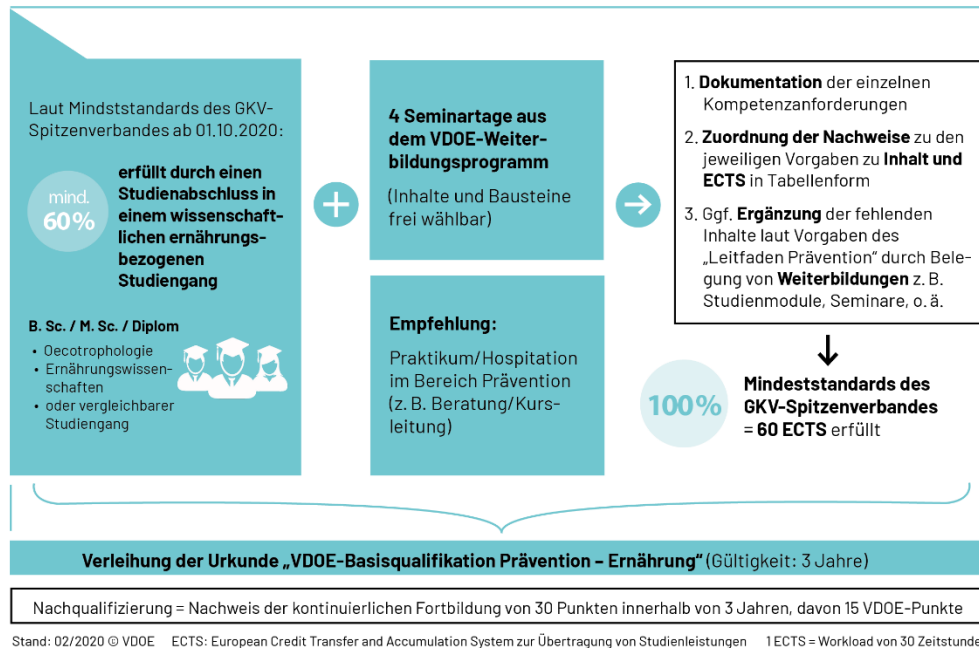 Laut Mindststandards des GKV-
Spitzenverbandes ab 01.10.2020:
mind.
60%
erfüllt durch einen
Studienabschluss in
einem wissenschaft-
lichen ernährungs-
bezogenen
Studiengang
B. Sc. / M. Sc. / Diplom
• Oecotrophologie
• Ernährungswissen-
schaften
• oder vergleichbarer
Studiengang
+
4 Seminartage aus
dem VDOE-Weiter-
bildungsprogramm
(Inhalte und Bausteine
frei wählbar)
Empfehlung:
Praktikum/Hospitation
im Bereich Prävention
(z. B. Beratung/Kurs-
leitung)
1. Dokumentation der einzelnen
Kompetenzanforderungen
2. Zuordnung der Nachweise zu den
jeweiligen Vorgaben zu Inhalt und
ECTS in Tabellenform
3. Ggf. Ergänzung der fehlenden
Inhalte laut Vorgaben des
„Leitfaden Prävention“ durch Bele-
gung von Weiterbildungen z. B.
Studienmodule, Seminare, o. ä.
100%
Mindeststandards des
GKV-Spitzenverbandes
= 60 ECTS erfüllt
Verleihung der Urkunde „VDOE-Basisqualifikation Prävention – Ernährung“ (Gültigkeit: 3 Jahre)
Nachqualifizierung = Nachweis der kontinuierlichen Fortbildung von 30 Punkten innerhalb von 3 Jahren, davon 15 VDOE-Punkte
Stand: 02/2020 © VDOE ECTS: European Credit Transfer and Accumulation System zur Übertragung von Studienleistungen 1 ECTS = Workload von 30 Zeitstunde